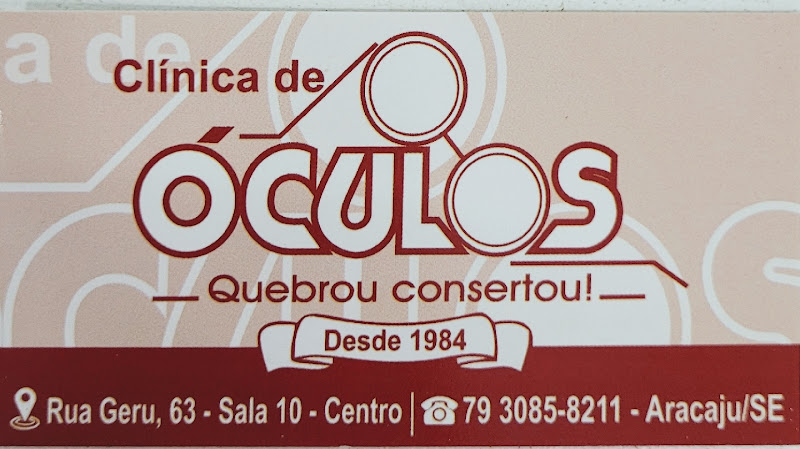 Clínica de
ÓCULOS
Quebrou consertou!
Desde 1984
Rua Geru, 63 - Sala 10 - Centro | 79 3085-8211 - Aracaju/SE